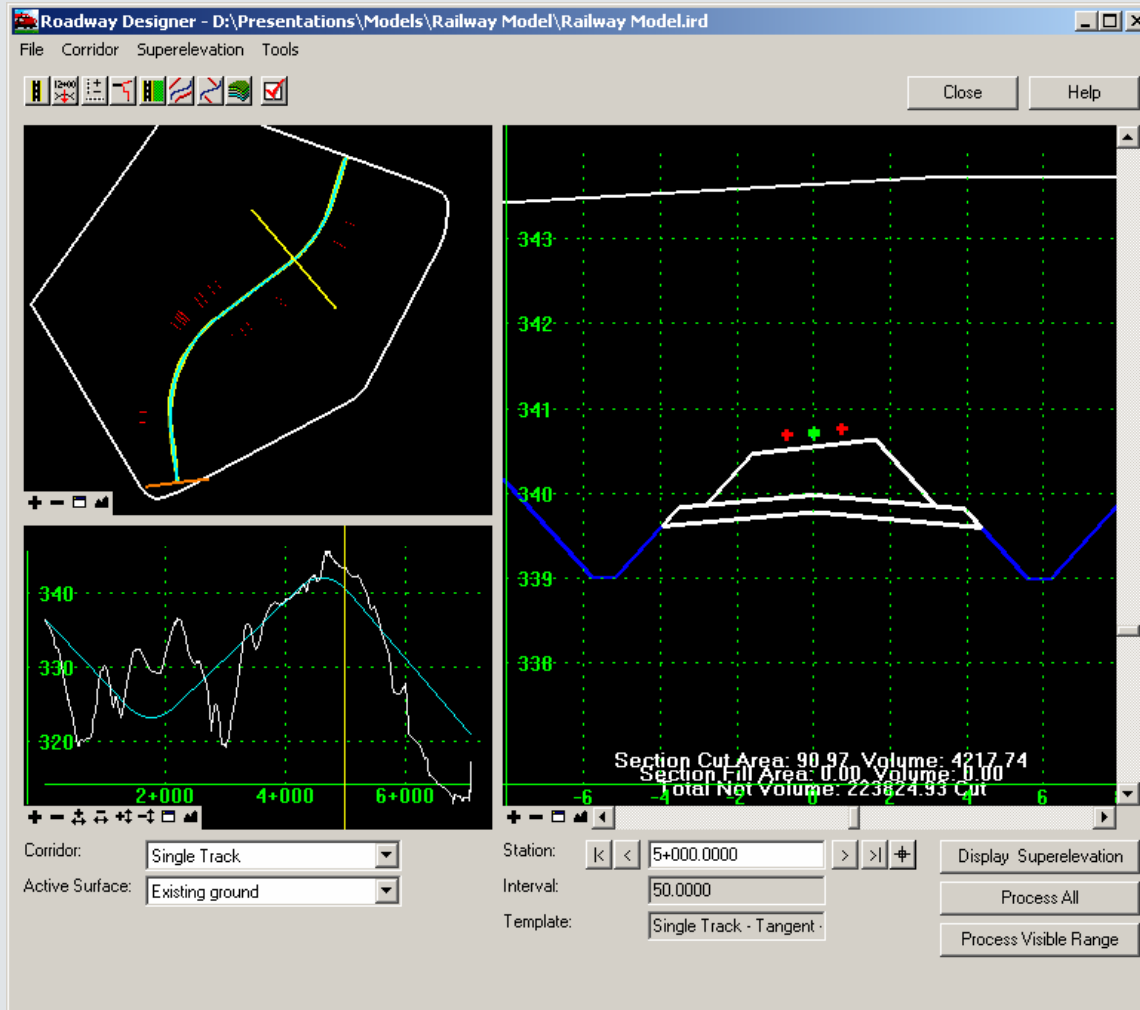 Roadway Designer - D:\Presentations\Models\Railway Model\Railway Model.ird
File Corridor Superelevation Tools
12+00
Close Help
343
342
341
340
339
338
Section Cut Area: 90.97, Volume: 4217.74
Section Fill Area: 0.00, Volume: 0.00
Total Net Volume: 223824.93 Cut
-6 -4 -2 0 2 4 6
340
330
320
2+000 4+000 6+000
Corridor: Single Track
Active Surface: Existing ground
Station: 5+000.0000
Interval: 50.0000
Template: Single Track - Tangent -
Display Superelevation
Process All
Process Visible Range